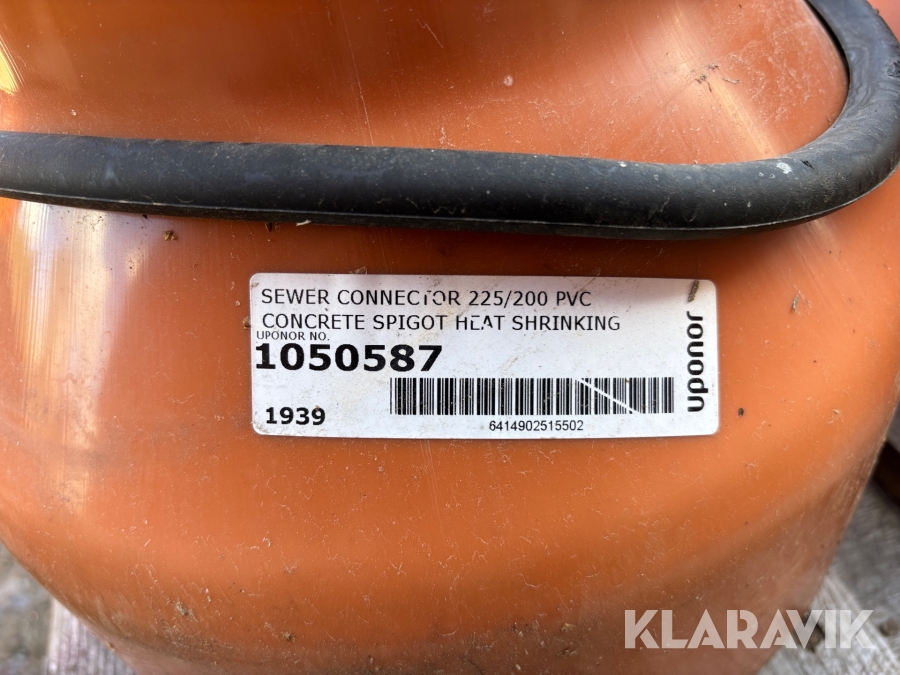 SEWER CONNECTOR 225/200 PVC
CONCRETE SPIGOT HEAT SHRINKING
UPONOR NO.
1050587
1939
6414902515502
uponor
KLARAVIK